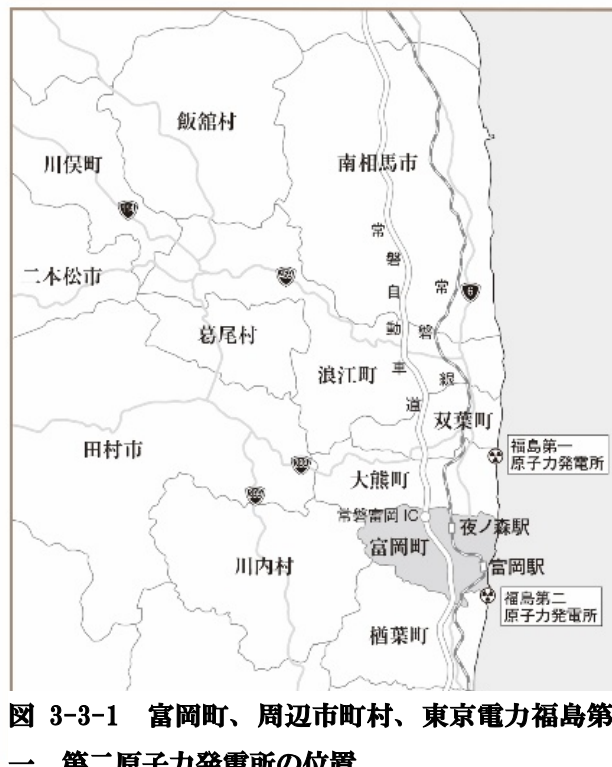 飯舘村
川俣町
南相馬市
二本松市
常磐自動車道
常磐線
6
葛尾村
浪江町
双葉町
田村市
福島第一
原子力発電所
大熊町
常磐富岡IC
夜ノ森駅
富岡町
富岡駅
川内村
福島第二
原子力発電所
楢葉町
図 3-3-1 富岡町、周辺市町村、東京電力福島第
一、第二原子力発電所の位置